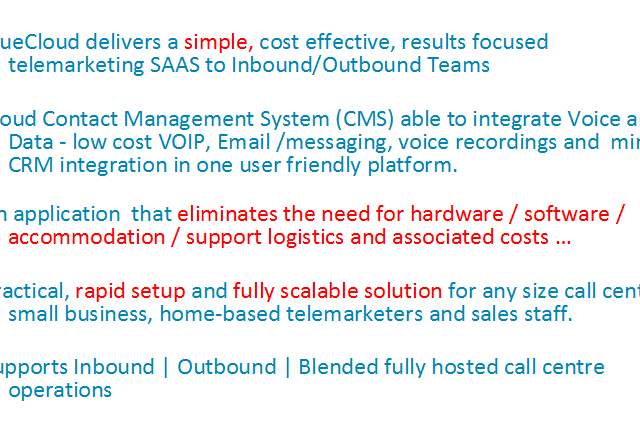 ueCloud delivers a simple, cost effective, results focused
telemarketing SAAS to Inbound/Outbound Teams
oud Contact Management System (CMS) able to integrate Voice a
Data - low cost VOIP, Email /messaging, voice recordings and min
CRM integration in one user friendly platform.
n application that eliminates the need for hardware / software /
accommodation / support logistics and associated costs ...
actical, rapid setup and fully scalable solution for any size call cent
small business, home-based telemarketers and sales staff.
upports Inbound | Outbound | Blended fully hosted call centre
operations